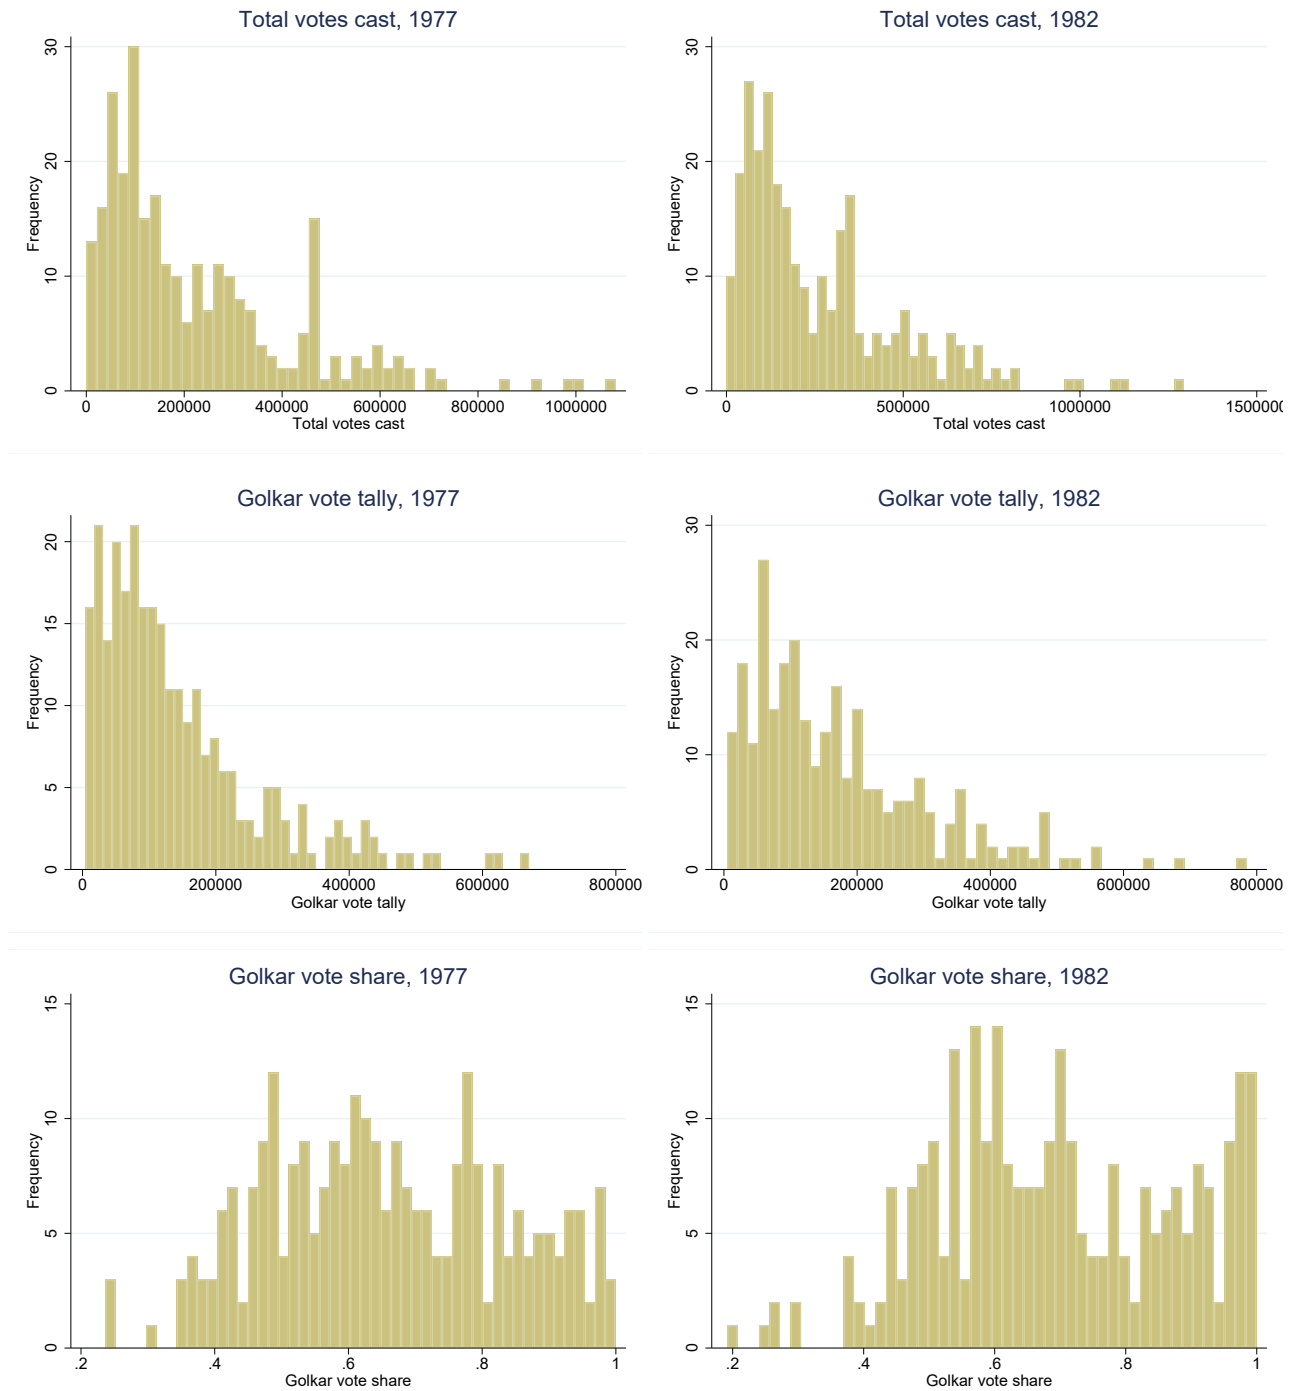 Total votes cast, 1977
Frequency
30
20
10
0
0 200000 400000 600000 800000 1000000
Total votes cast
Total votes cast, 1982
Frequency
30
20
10
0
0 500000 1000000 1500000
Total votes cast
Golkar vote tally, 1977
Frequency
20
15
10
5
0
0 200000 400000 600000 800000
Golkar vote tally
Golkar vote tally, 1982
Frequency
30
20
10
0
0 200000 400000 600000 800000
Golkar vote tally
Golkar vote share, 1977
Frequency
15
10
5
0
.2 .4 .6 .8 1
Golkar vote share
Golkar vote share, 1982
Frequency
15
10
5
0
.2 .4 .6 .8 1
Golkar vote share